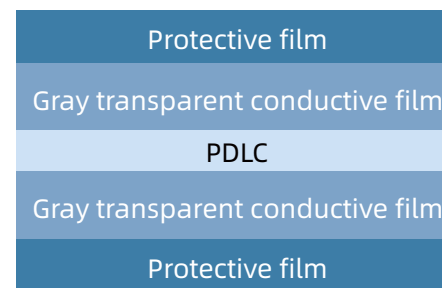 Protective film
Gray transparent conductive film
PDLC
Gray transparent conductive film
Protective film